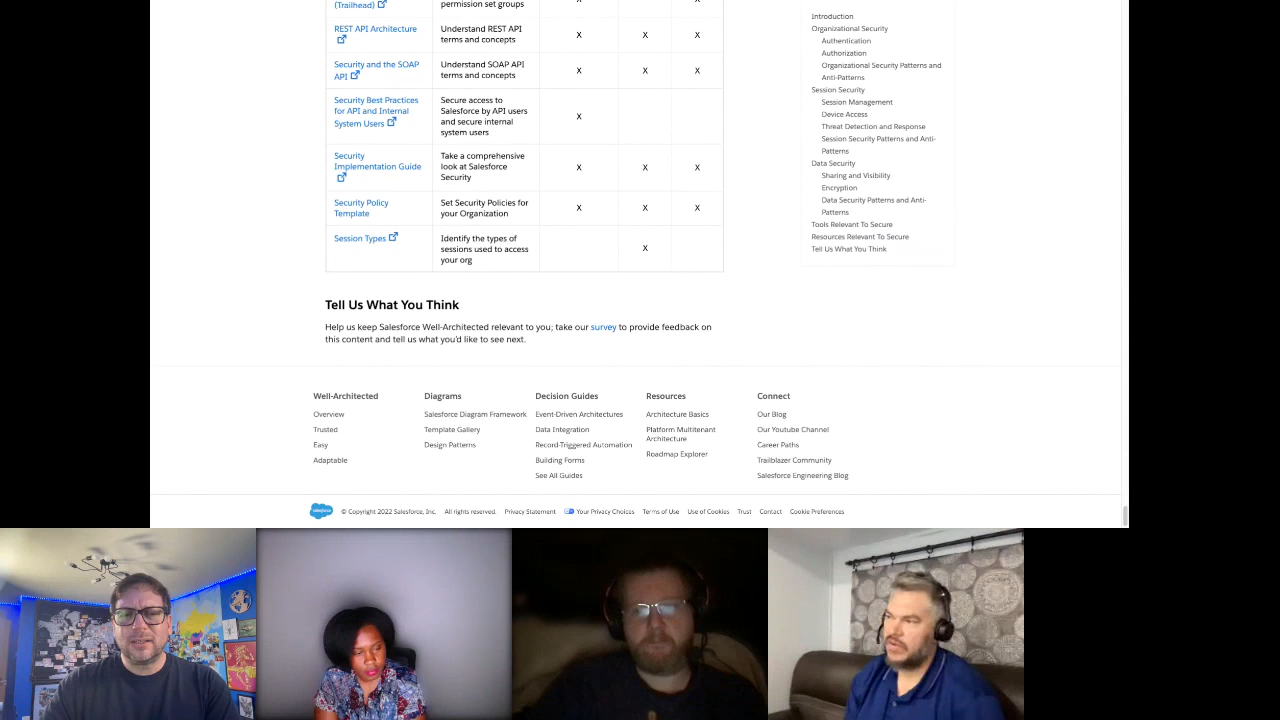 (Trailhead)
permission set groups
X
X
REST API Architecture
Understand REST API
terms and concepts
X
X
X
Security and the SOAP
API
Understand SOAP API
terms and concepts
X
X
X
Security Best Practices
for API and Internal
System Users
Secure access to
Salesforce by API users
and secure internal
system users
X
Security
Implementation Guide
Take a comprehensive
look at Salesforce
Security
X
X
X
Security Policy
Template
Set Security Policies for
your Organization
X
X
X
Session Types
Identify the types of
sessions used to access
your org
X
Tell Us What You Think
Help us keep Salesforce Well-Architected relevant to you; take our survey to provide feedback on
this content and tell us what you'd like to see next.
Introduction
Organizational Security
Authentication
Authorization
Organizational Security Patterns and
Anti-Patterns
Session Security
Session Management
Device Access
Threat Detection and Response
Session Security Patterns and Anti-
Patterns
Data Security
Sharing and Visibility
Encryption
Data Security Patterns and Anti-
Patterns
Tools Relevant To Secure
Resources Relevant To Secure
Tell Us What You Think
Well-Architected
Overview
Trusted
Easy
Adaptable
Diagrams
Salesforce Diagram Framework
Template Gallery
Design Patterns
Decision Guides
Event-Driven Architectures
Data Integration
Record-Triggered Automation
Building Forms
See All Guides
Resources
Architecture Basics
Platform Multitenant
Architecture
Roadmap Explorer
Connect
Our Blog
Our Youtube Channel
Career Paths
Trailblazer Community
Salesforce Engineering Blog
salesforce
© Copyright 2022 Salesforce, Inc. All rights reserved. Privacy Statement Your Privacy Choices Terms of Use Use of Cookies Trust Contact Cookie Preferences